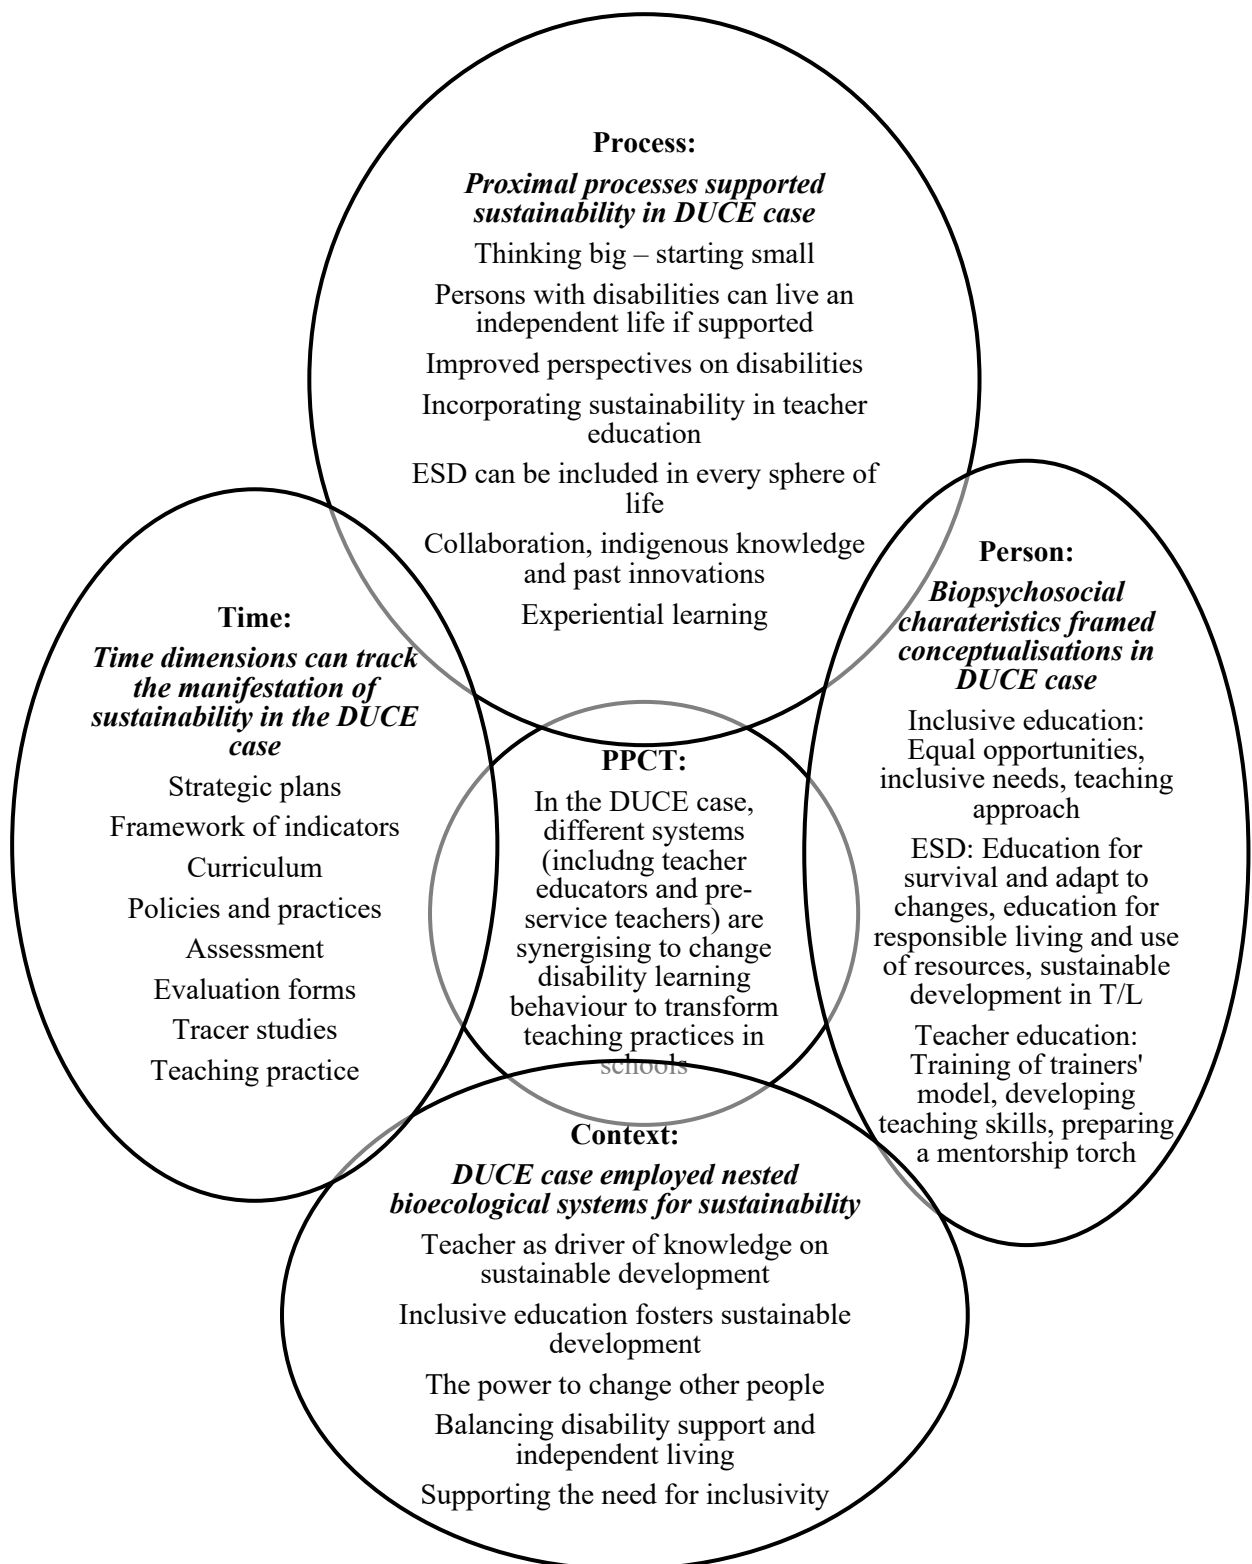 Process:
Proximal processes supported
sustainability in DUCE case
Thinking big – starting small
Persons with disabilities can live an
independent life if supported
Improved perspectives on disabilities
Incorporating sustainability in teacher
education
ESD can be included in every sphere of
life
Collaboration, indigenous knowledge
and past innovations
Experiential learning
Time:
Time dimensions can track
the manifestation of
sustainability in the DUCE
case
Strategic plans
Framework of indicators
Curriculum
Policies and practices
Assessment
Evaluation forms
Tracer studies
Teaching practice
PPCT:
In the DUCE case,
different systems
(includng teacher
educators and pre-
service teachers) are
synergising to change
disability learning
behaviour to transform
teaching practices in
schools
Person:
Biopsychosocial
charateristics framed
conceptualisations in
DUCE case
Inclusive education:
Equal opportunities,
inclusive needs, teaching
approach
ESD: Education for
survival and adapt to
changes, education for
responsible living and use
of resources, sustainable
development in T/L
Teacher education:
Training of trainers'
model, developing
teaching skills, preparing
a mentorship torch
Context:
DUCE case employed nested
bioecological systems for sustainability
Teacher as driver of knowledge on
sustainable development
Inclusive education fosters sustainable
development
The power to change other people
Balancing disability support and
independent living
Supporting the need for inclusivity